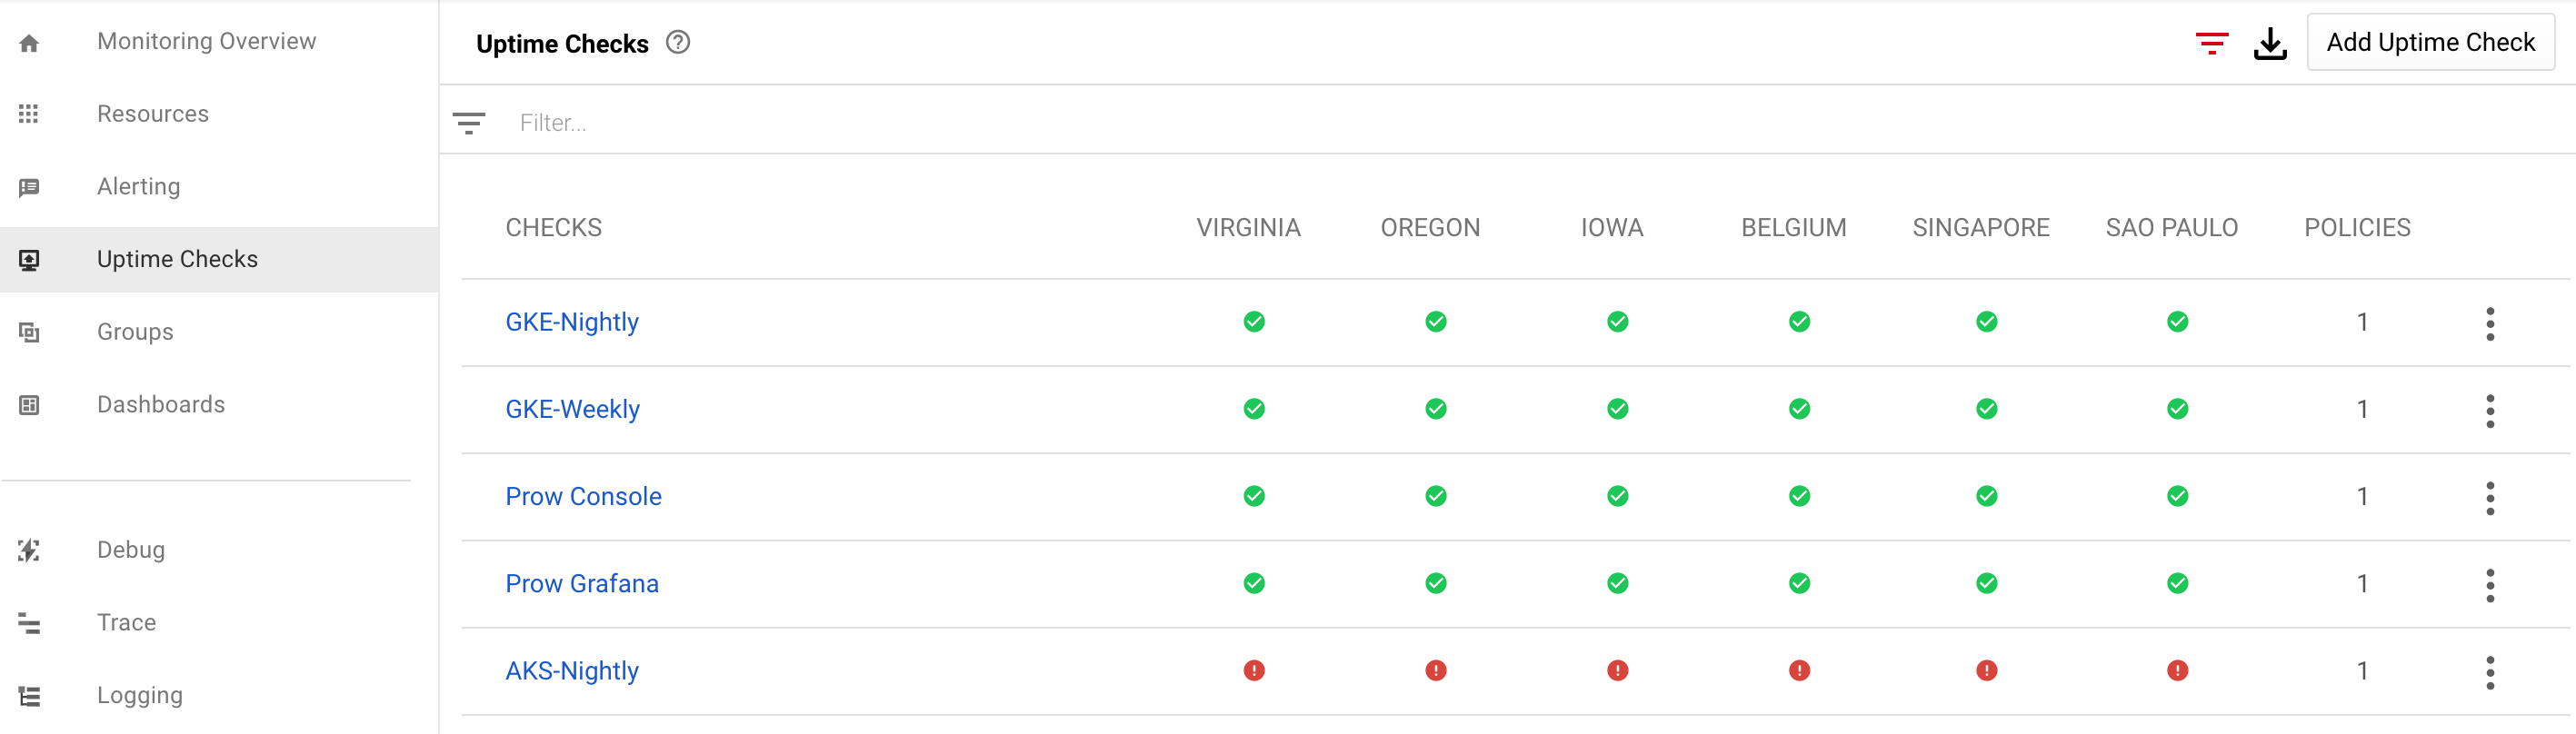 Monitoring Overview
Resources
Alerting
Uptime Checks
Groups
Dashboards
Debug
Trace
Logging
Uptime Checks
Add Uptime Check
Filter...
CHECKS VIRGINIA OREGON IOWA BELGIUM SINGAPORE SAO PAULO POLICIES
GKE-Nightly 1
GKE-Weekly 1
Prow Console 1
Prow Grafana 1
AKS-Nightly 1